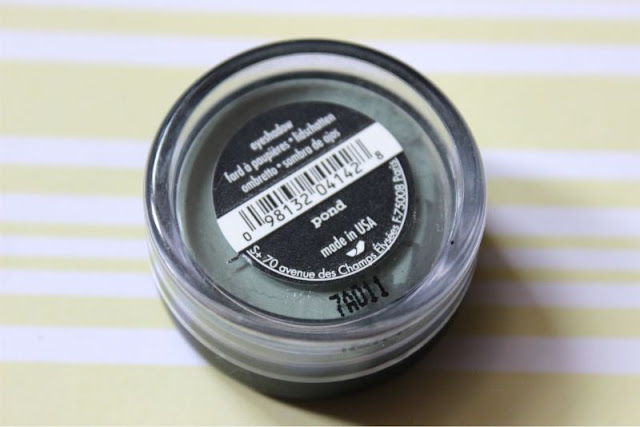 eyeshadow
fard à paupières • lidschatten
ombretto • sombra de ojos
0 98132 04142 8
pond
made in USA
S+ 70 avenue des Champs Élysées F-75008 Paris
7A011